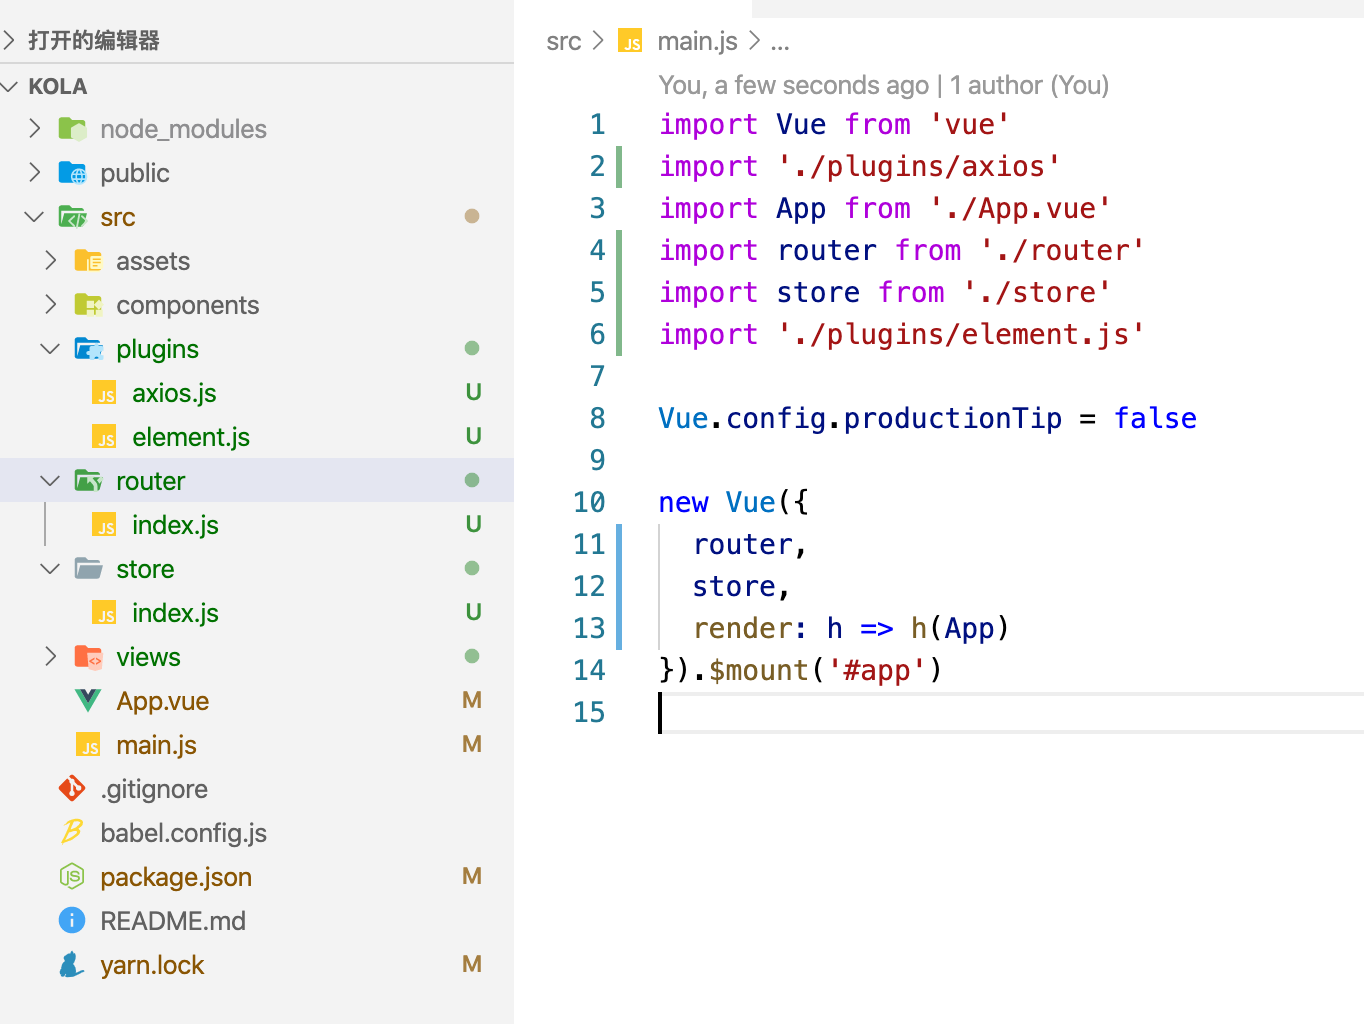 打开的编辑器
KOLA
node_modules
public
src
assets
components
plugins
axios.js U
element.js U
router
index.js U
store
index.js U
views
App.vue M
main.js M
.gitignore
babel.config.js
package.json M
README.md
yarn.lock M
src > JS main.js > ...
You, a few seconds ago | 1 author (You)
1 import Vue from 'vue'
2 import './plugins/axios'
3 import App from './App.vue'
4 import router from './router'
5 import store from './store'
6 import './plugins/element.js'
7
8 Vue.config.productionTip = false
9
10 new Vue({
11   router,
12   store,
13   render: h => h(App)
14 }).$mount('#app')
15